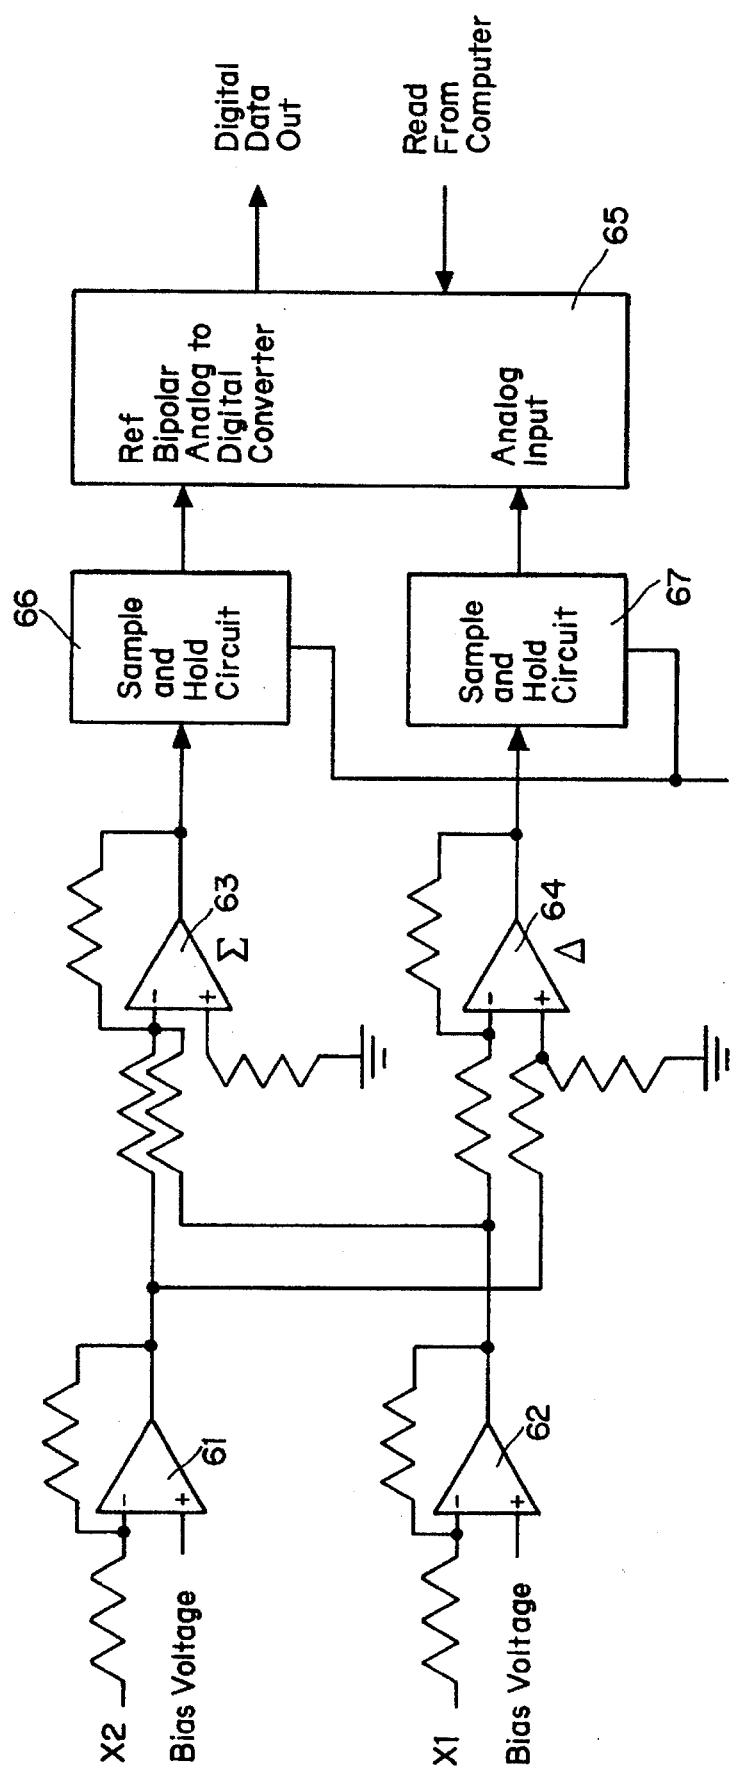 X2
Bias Voltage
-
+
61
-
+
63
Σ
66
Sample
and
Hold
Circuit
Ref
Bipolar
Analog to
Digital
Converter
Digital
Data
Out
X1
Bias Voltage
-
+
62
-
+
64
Δ
Sample
and
Hold
Circuit
67
Analog
Input
65
Read
From
Computer